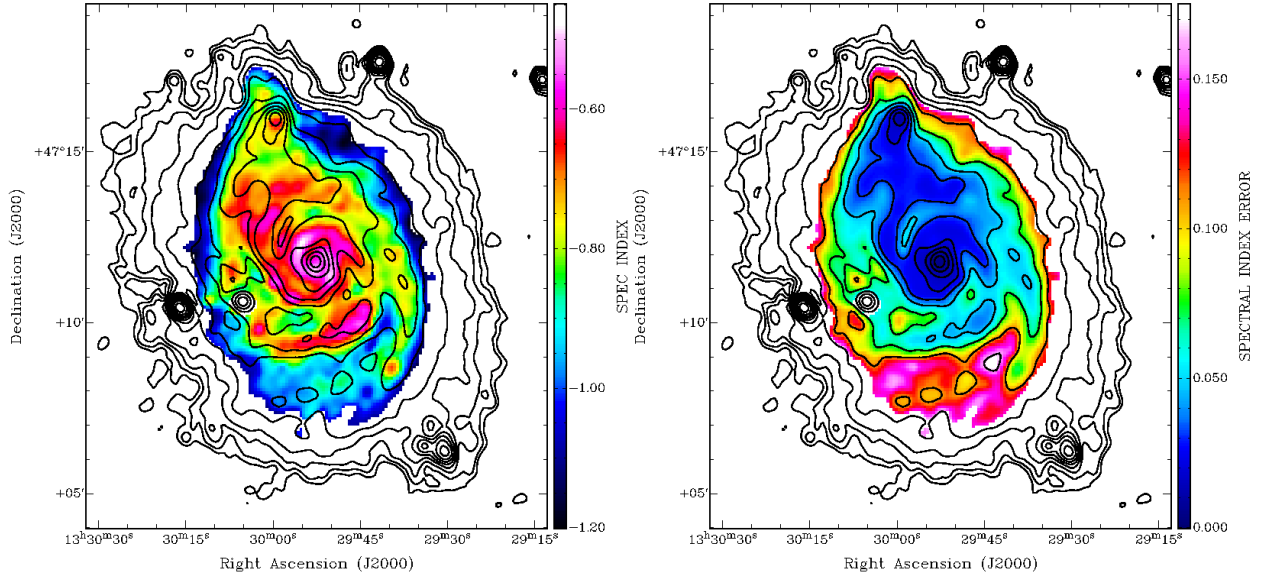 +47°15′
+10′
+05′
Declination (J2000)
13ʰ30ᵐ30ˢ
30ᵐ15ˢ
30ᵐ00ˢ
29ᵐ45ˢ
29ᵐ30ˢ
29ᵐ15ˢ
Right Ascension (J2000)
−0.60
−0.80
−1.00
−1.20
SPEC INDEX
+47°15′
+10′
+05′
Declination (J2000)
13ʰ30ᵐ30ˢ
30ᵐ15ˢ
30ᵐ00ˢ
29ᵐ45ˢ
29ᵐ30ˢ
29ᵐ15ˢ
Right Ascension (J2000)
0.150
0.100
0.050
0.000
SPECTRAL INDEX ERROR